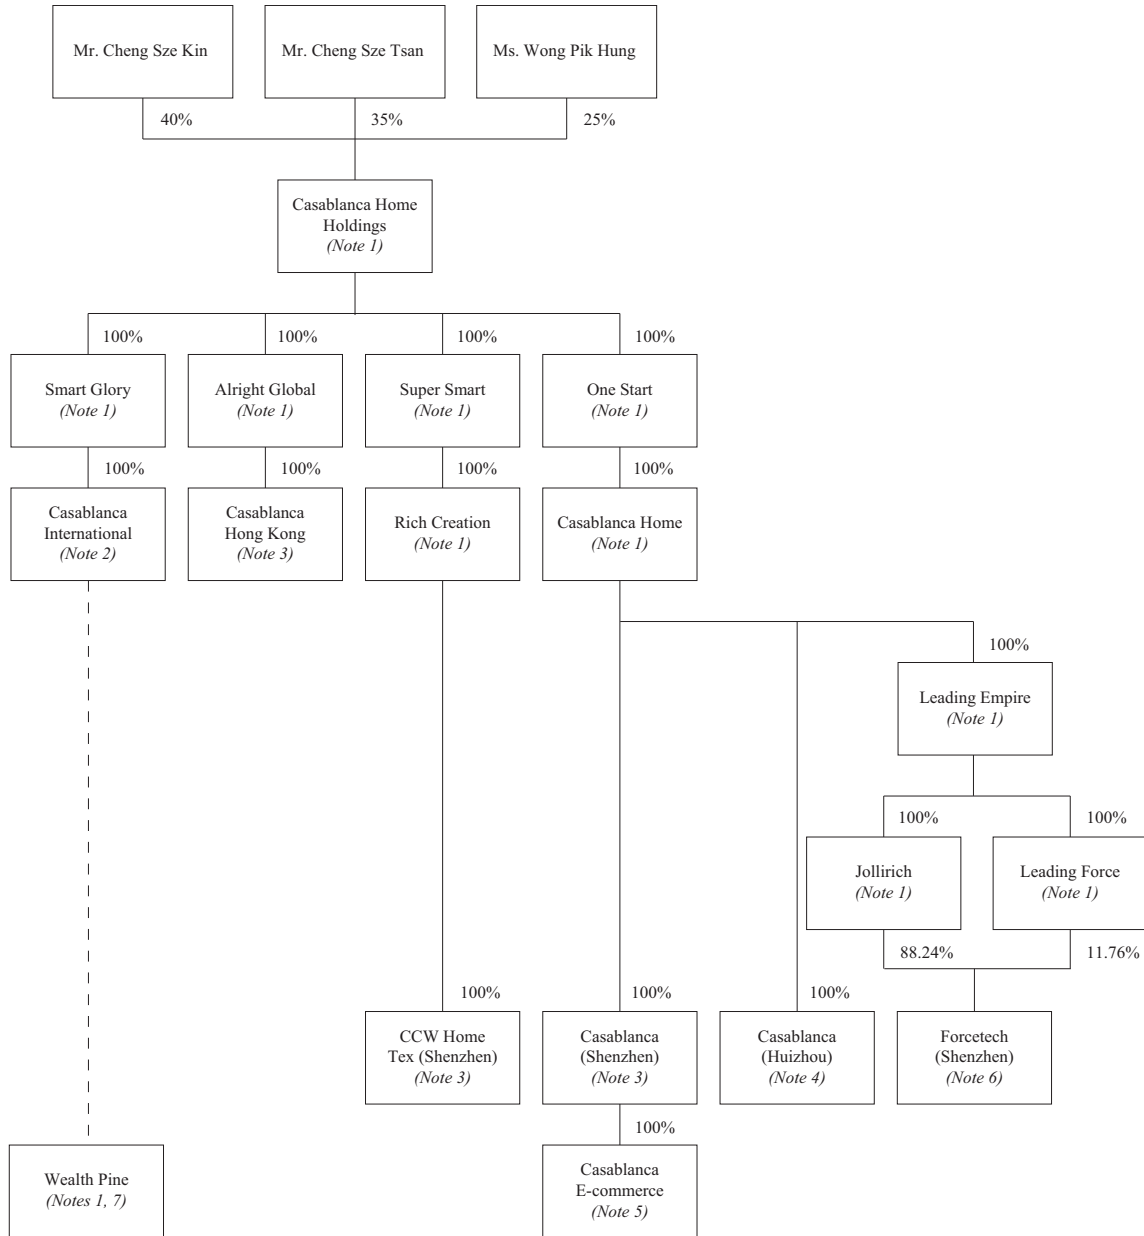 Mr. Cheng Sze Kin
Mr. Cheng Sze Tsan
Ms. Wong Pik Hung
40%
35%
25%
Casablanca Home
Holdings
(Note 1)
100%
100%
100%
100%
Smart Glory
(Note 1)
Alright Global
(Note 1)
Super Smart
(Note 1)
One Start
(Note 1)
100%
100%
100%
100%
Casablanca
International
(Note 2)
Casablanca
Hong Kong
(Note 3)
Rich Creation
(Note 1)
Casablanca Home
(Note 1)
100%
Leading Empire
(Note 1)
100%
100%
Jollirich
(Note 1)
Leading Force
(Note 1)
88.24%
11.76%
100%
100%
100%
CCW Home
Tex (Shenzhen)
(Note 3)
Casablanca
(Shenzhen)
(Note 3)
Casablanca
(Huizhou)
(Note 4)
Forcetech
(Shenzhen)
(Note 6)
100%
Wealth Pine
(Notes 1, 7)
Casablanca
E-commerce
(Note 5)